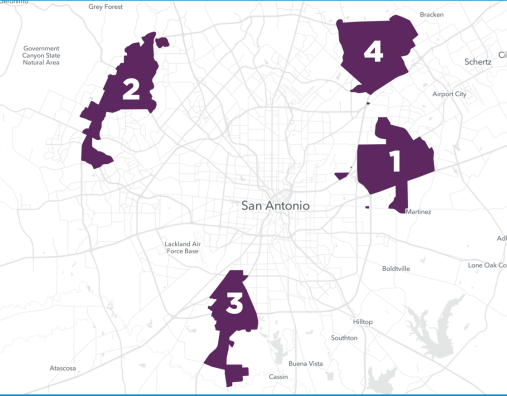 Grey Forest
Bracken
Government
Canyon State
Natural Area
4
Schertz
2
Airport City
1
San Antonio
Martinez
Lackland Air
Force Base
Boldtville
Lone Oak Co
3
Hilltop
Southton
Atascosa
Buena Vista
Cassin